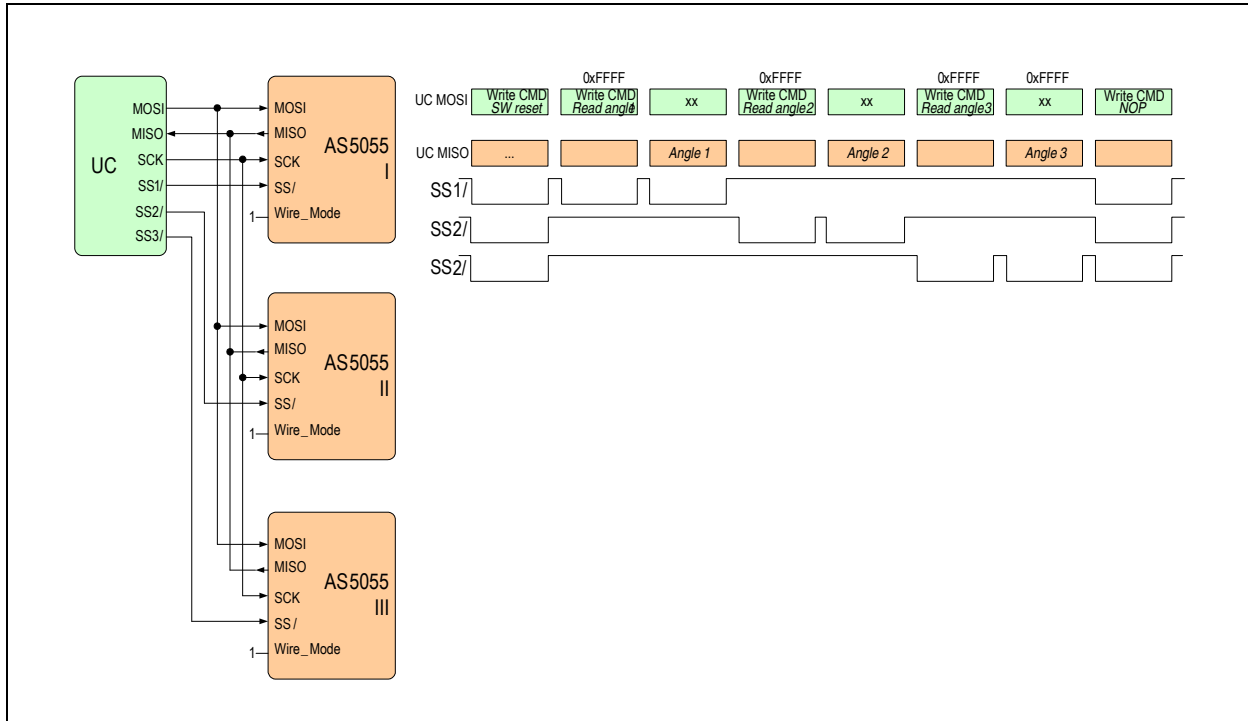 UC
MOSI
MISO
SCK
SS1/
SS2/
SS3/
MOSI
MISO
SCK
SS/
1 Wire_Mode
AS5055
I
MOSI
MISO
SCK
SS/
1 Wire_Mode
AS5055
II
MOSI
MISO
SCK
SS/
1 Wire_Mode
AS5055
III
0xFFFF 0xFFFF 0xFFFF 0xFFFF
UC MOSI
Write CMD
SW reset
Write CMD
Read angle1
xx
Write CMD
Read angle2
xx
Write CMD
Read angle3
xx
Write CMD
NOP
UC MISO ... Angle 1 Angle 2 Angle 3
SS1/
SS2/
SS2/